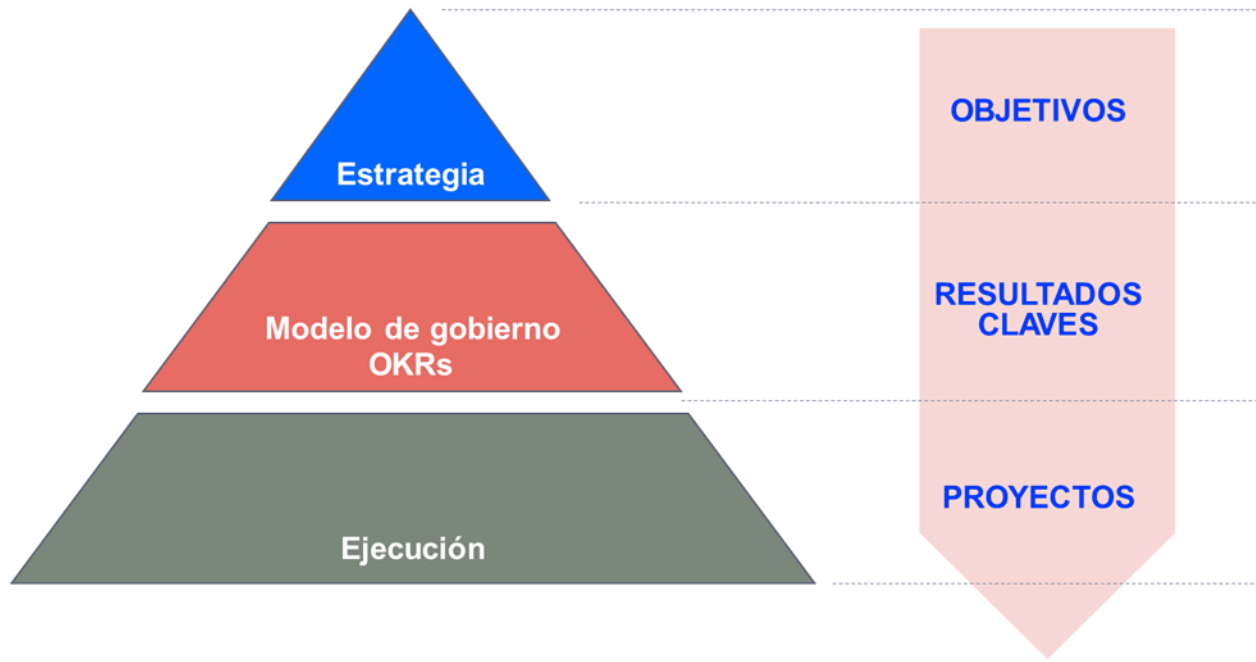 Estrategia
OBJETIVOS
Modelo de gobierno
OKRs
RESULTADOS
CLAVES
Ejecución
PROYECTOS